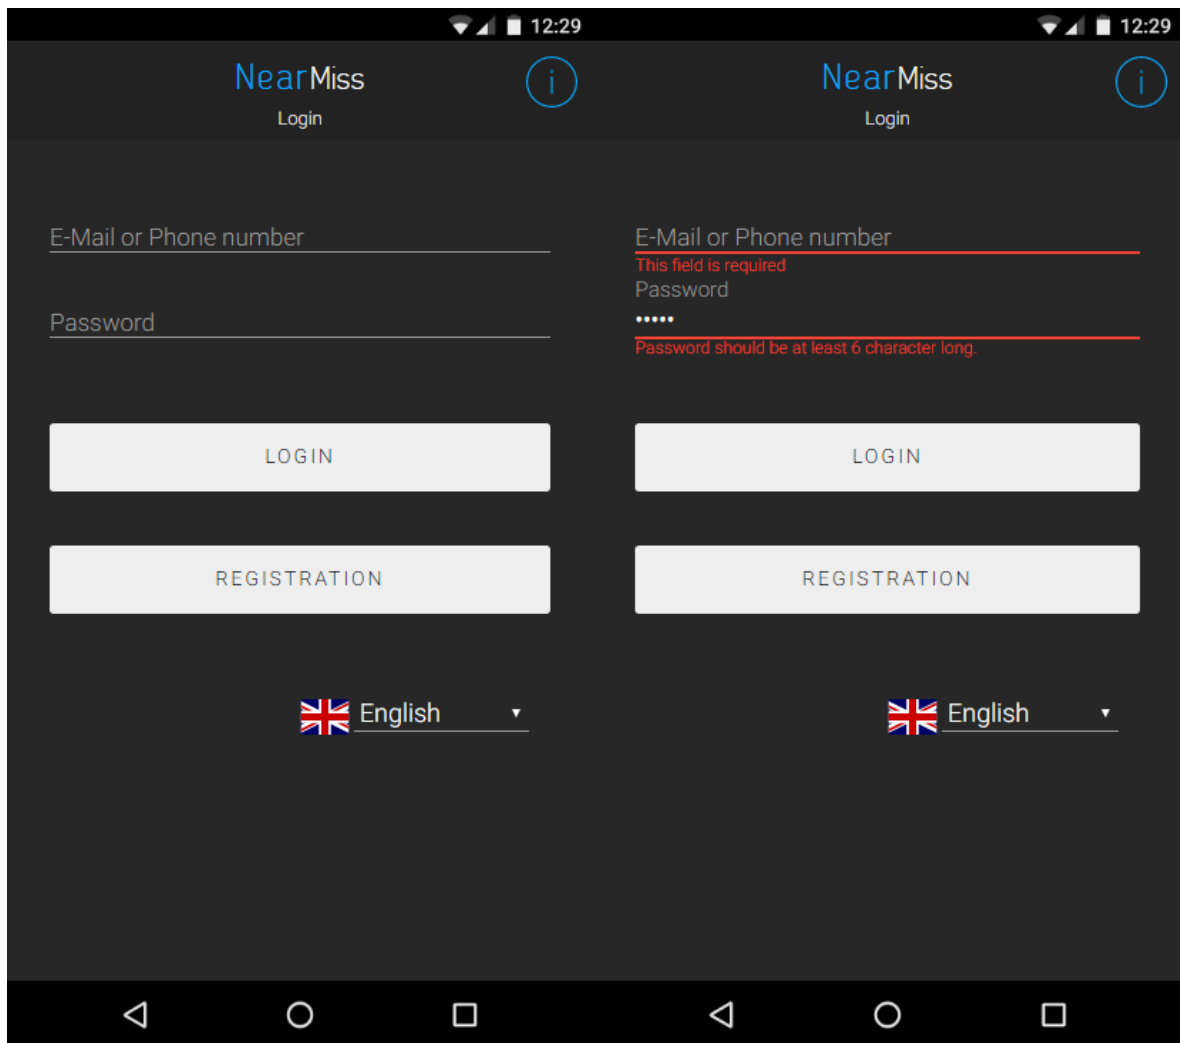 12:29
NearMiss
i
Login
E-Mail or Phone number
Password
LOGIN
REGISTRATION
English
12:29
NearMiss
i
Login
E-Mail or Phone number
This field is required
Password
•••••
Password should be at least 6 character long.
LOGIN
REGISTRATION
English